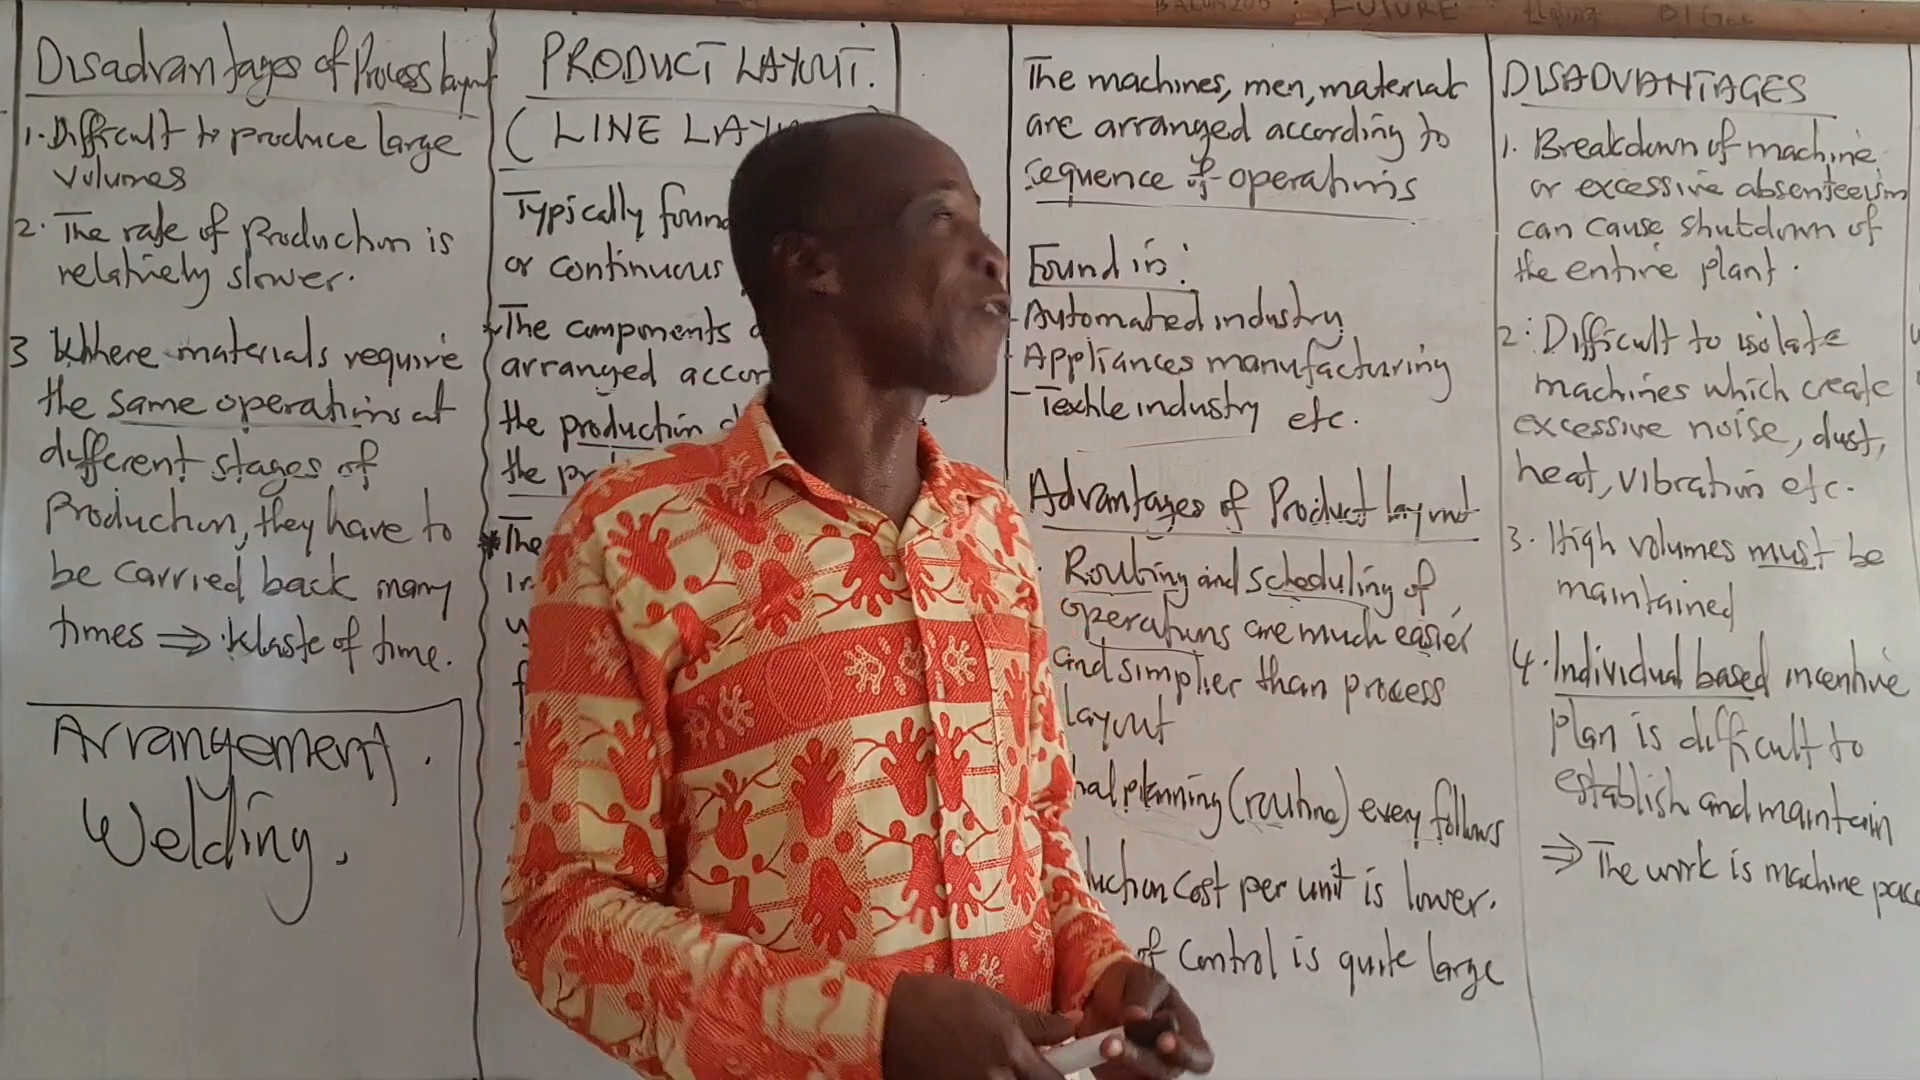 Disadvantages of Process layout
1. Difficult to produce large
volumes
2. The rate of Production is
relatively slower.
3 Where materials require
the same operations at
different stages of
Production, they have to
be carried back many
times ⇒ Waste of time.
Arrangement.
Welding.
PRODUCT LAYOUT.
( LINE
Typically found
or continuous
The components
arranged
the production
the
* The
The machines, men, materials
are arranged according to
sequence of operations
Found in:
- Automated industry
- Appliances manufacturing
- Textile industry etc.
Advantages of Product layout
Routing and scheduling of
operations are much easier
and simplier than process
layout
planning (routine) every follows
cost per unit is lower.
of control is quite large
DISADVANTAGES
1. Breakdown of machine
or excessive absenteeism
can cause shutdown of
the entire plant.
2: Difficult to isolate
machines which create
excessive noise, dust,
heat, vibration etc.
3. High volumes must be
maintained
4. Individual based incentive
Plan is difficult to
establish and maintain
⇒ The work is machine
FUTURE